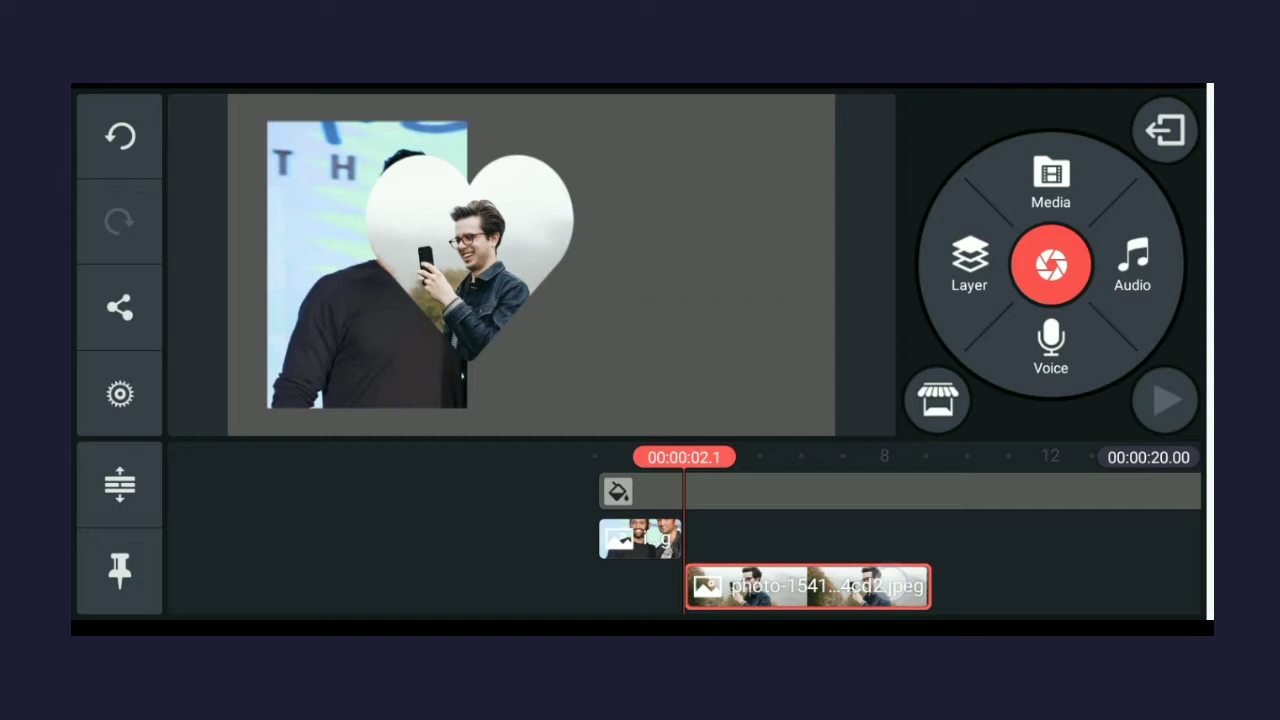 T H
Media
Layer
Audio
Voice
00:00:02.1
8
12
00:00:20.00
photo-1541...4cd2.jpeg